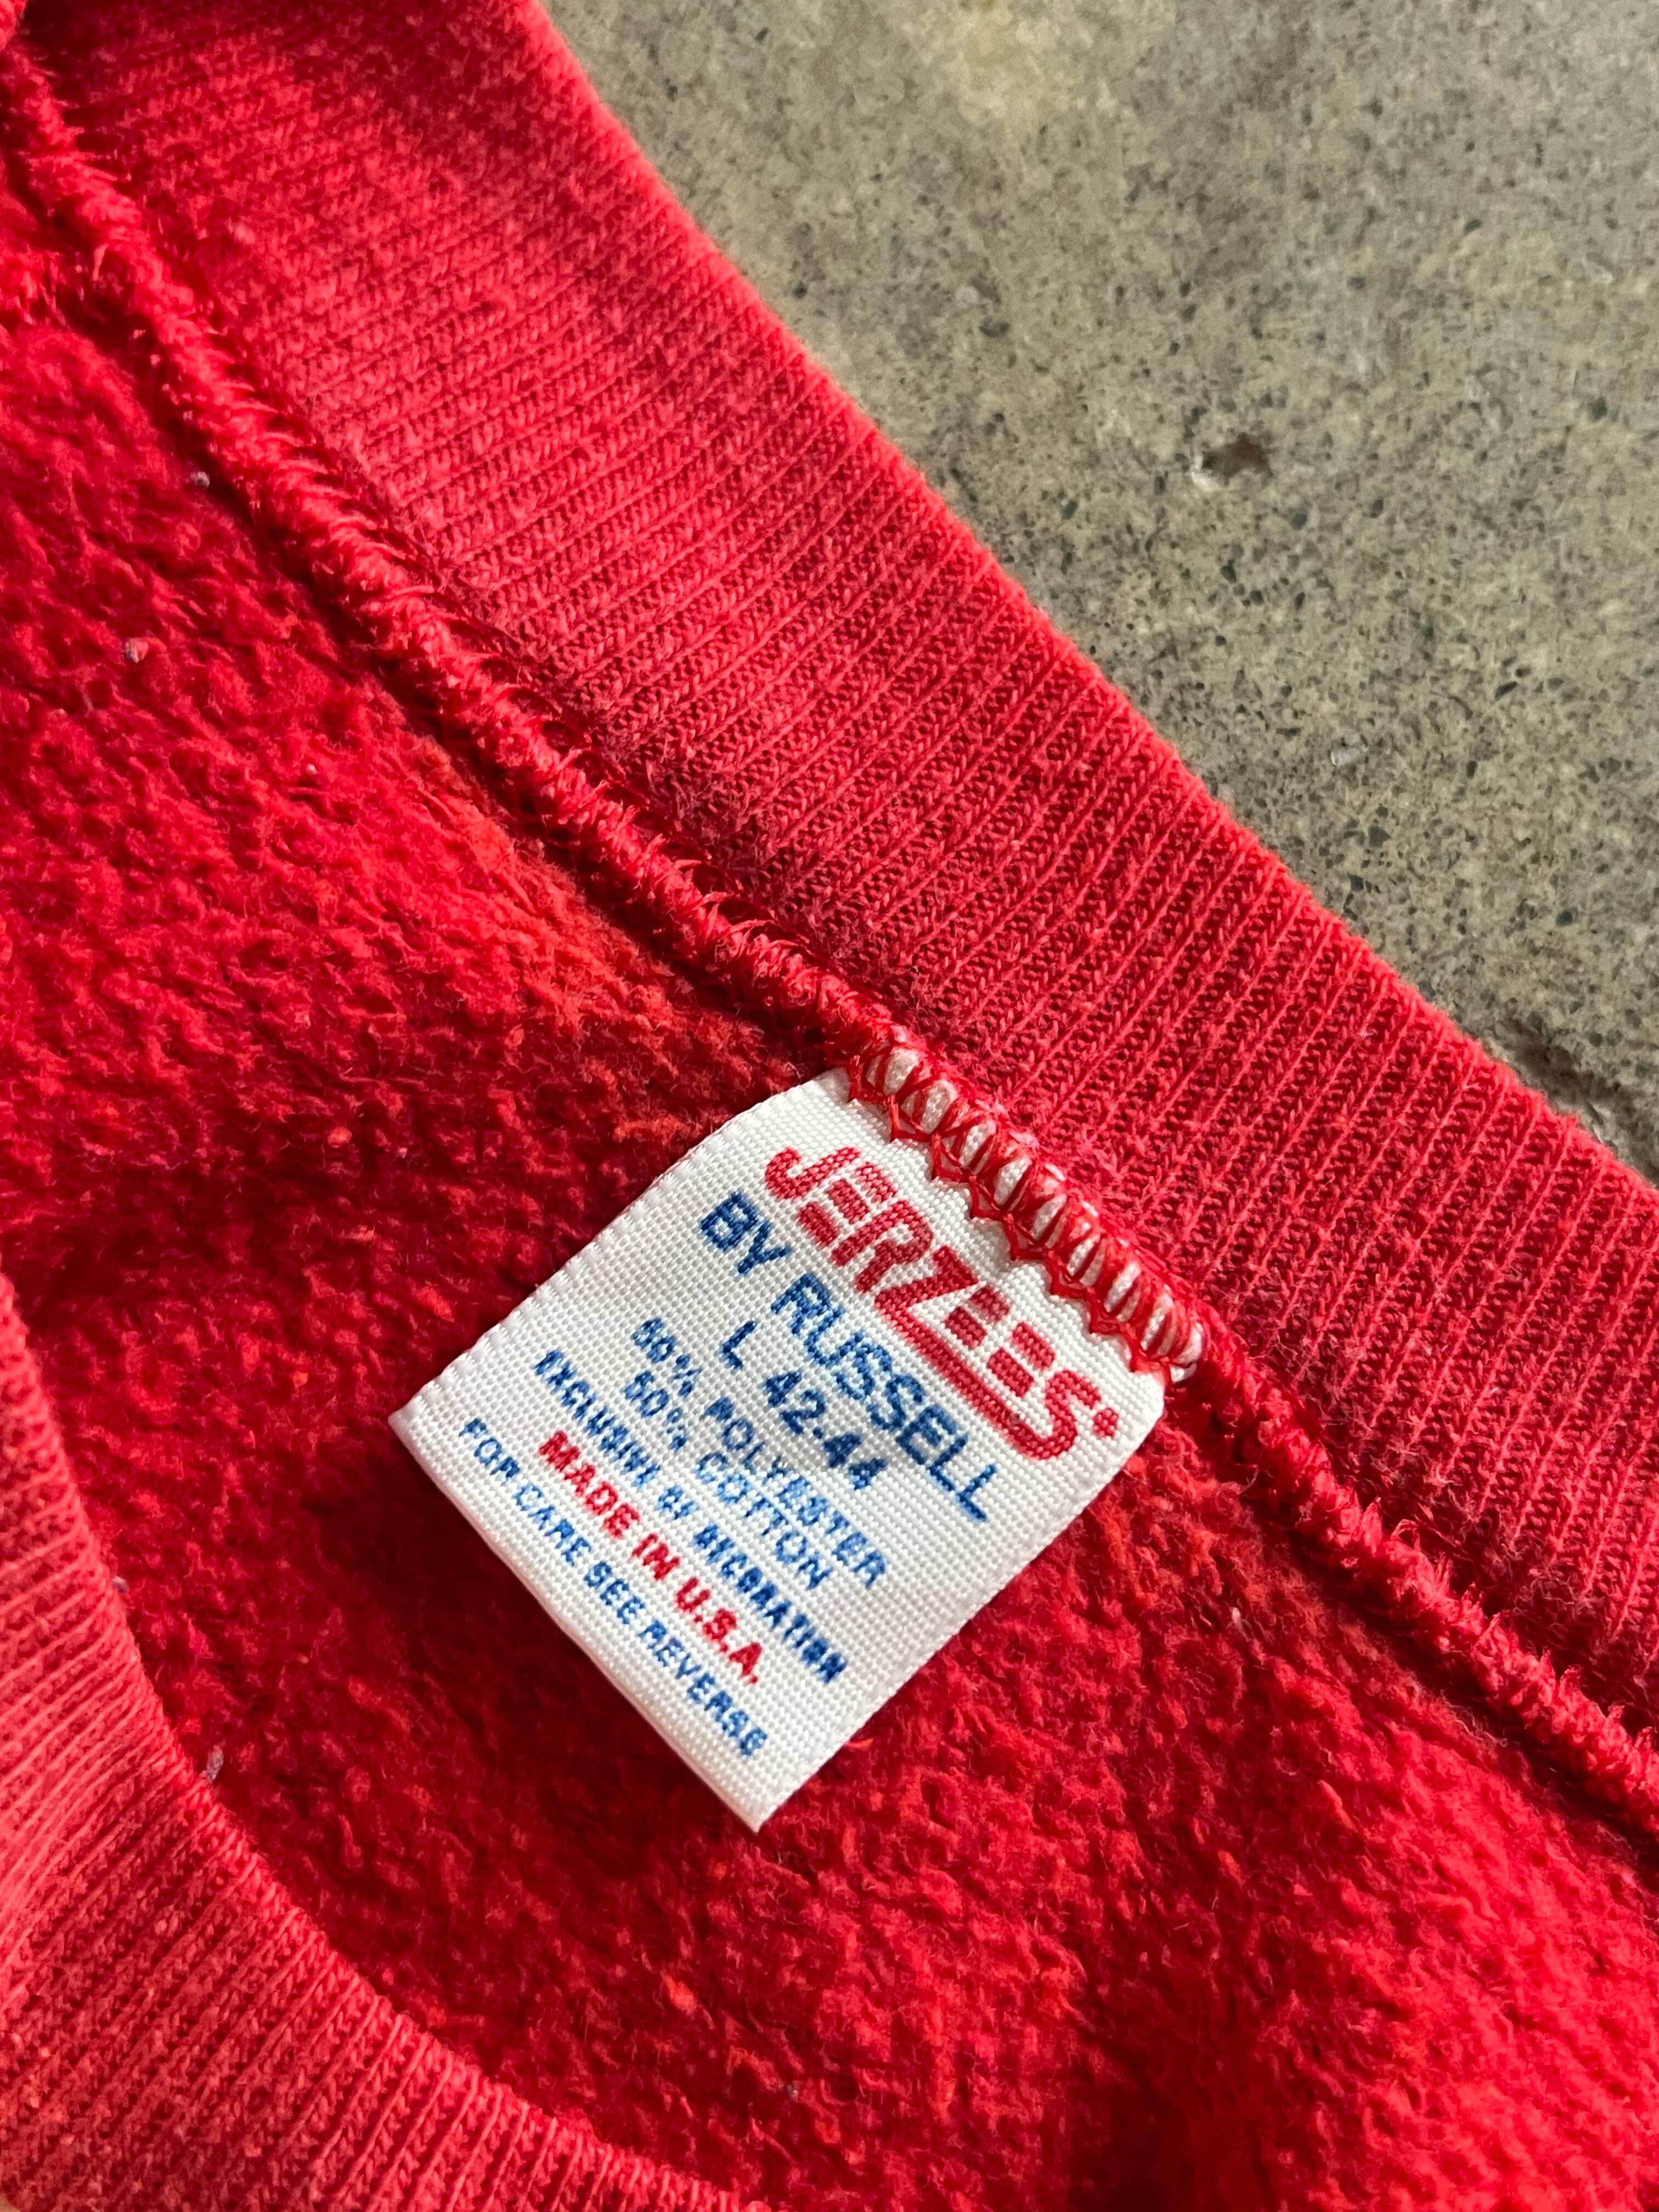 JERZEES
BY RUSSELL
L 42-44
50% POLYESTER
50% COTTON
EXCLUSIVE OF DECORATION
MADE IN U.S.A.
FOR CARE SEE REVERSE